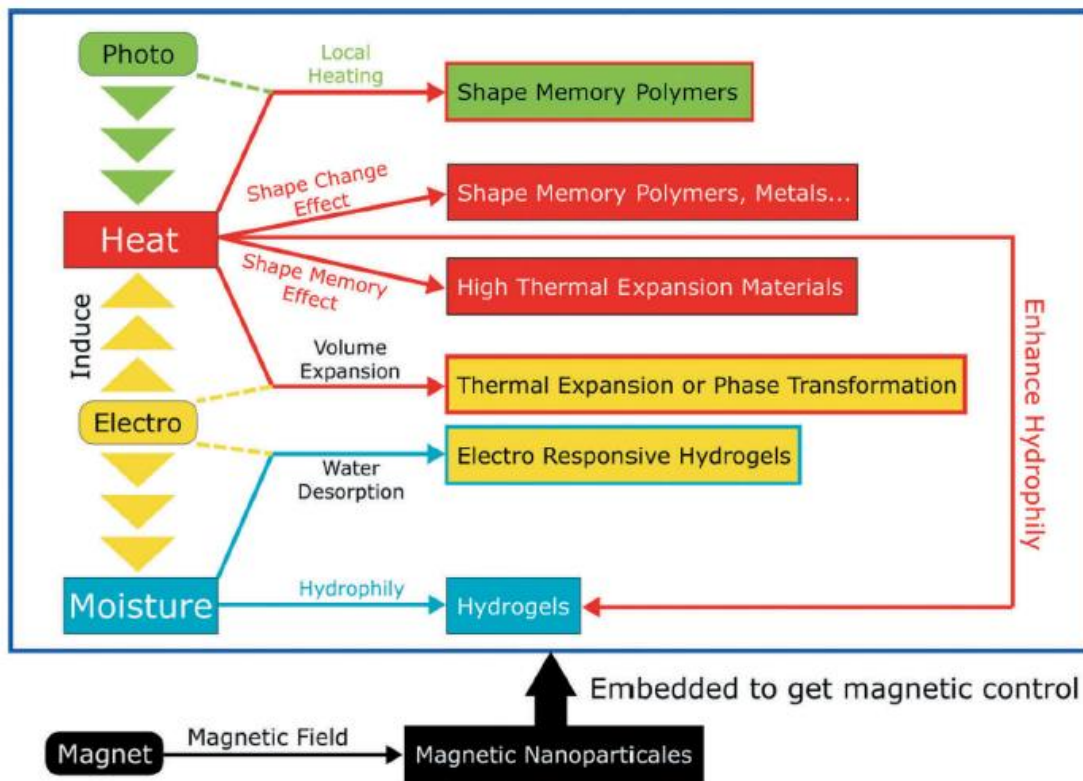 Photo
Local
Heating
Shape Memory Polymers
Shape Change
Effect
Shape Memory Polymers, Metals...
Heat
Shape Memory
Effect
High Thermal Expansion Materials
Induce
Volume
Expansion
Thermal Expansion or Phase Transformation
Enhance Hydrophily
Electro
Electro Responsive Hydrogels
Water
Desorption
Moisture
Hydrophily
Hydrogels
Embedded to get magnetic control
Magnet
Magnetic Field
Magnetic Nanoparticales